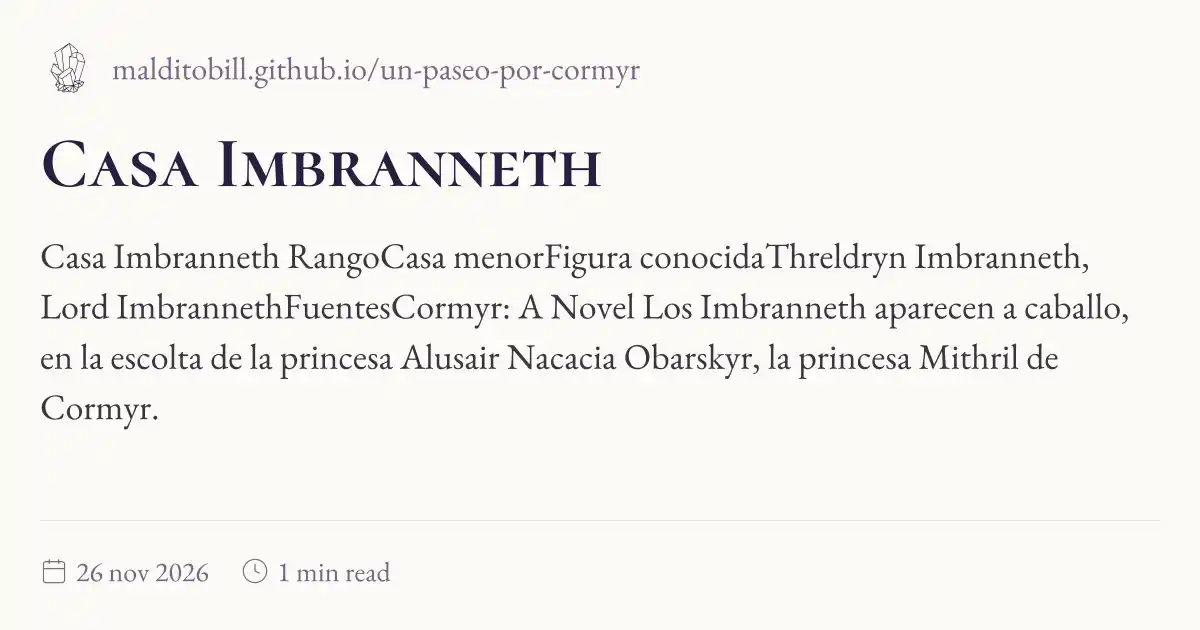 malditobill.github.io/un-paseo-por-cormyr
Casa Imbranneth
Casa Imbranneth RangoCasa menorFigura conocidaThreldryn Imbranneth,
Lord ImbrannethFuentesCormyr: A Novel Los Imbranneth aparecen a caballo,
en la escolta de la princesa Alusair Nacacia Obarskyr, la princesa Mithril de
Cormyr.
26 nov 2026
1 min read